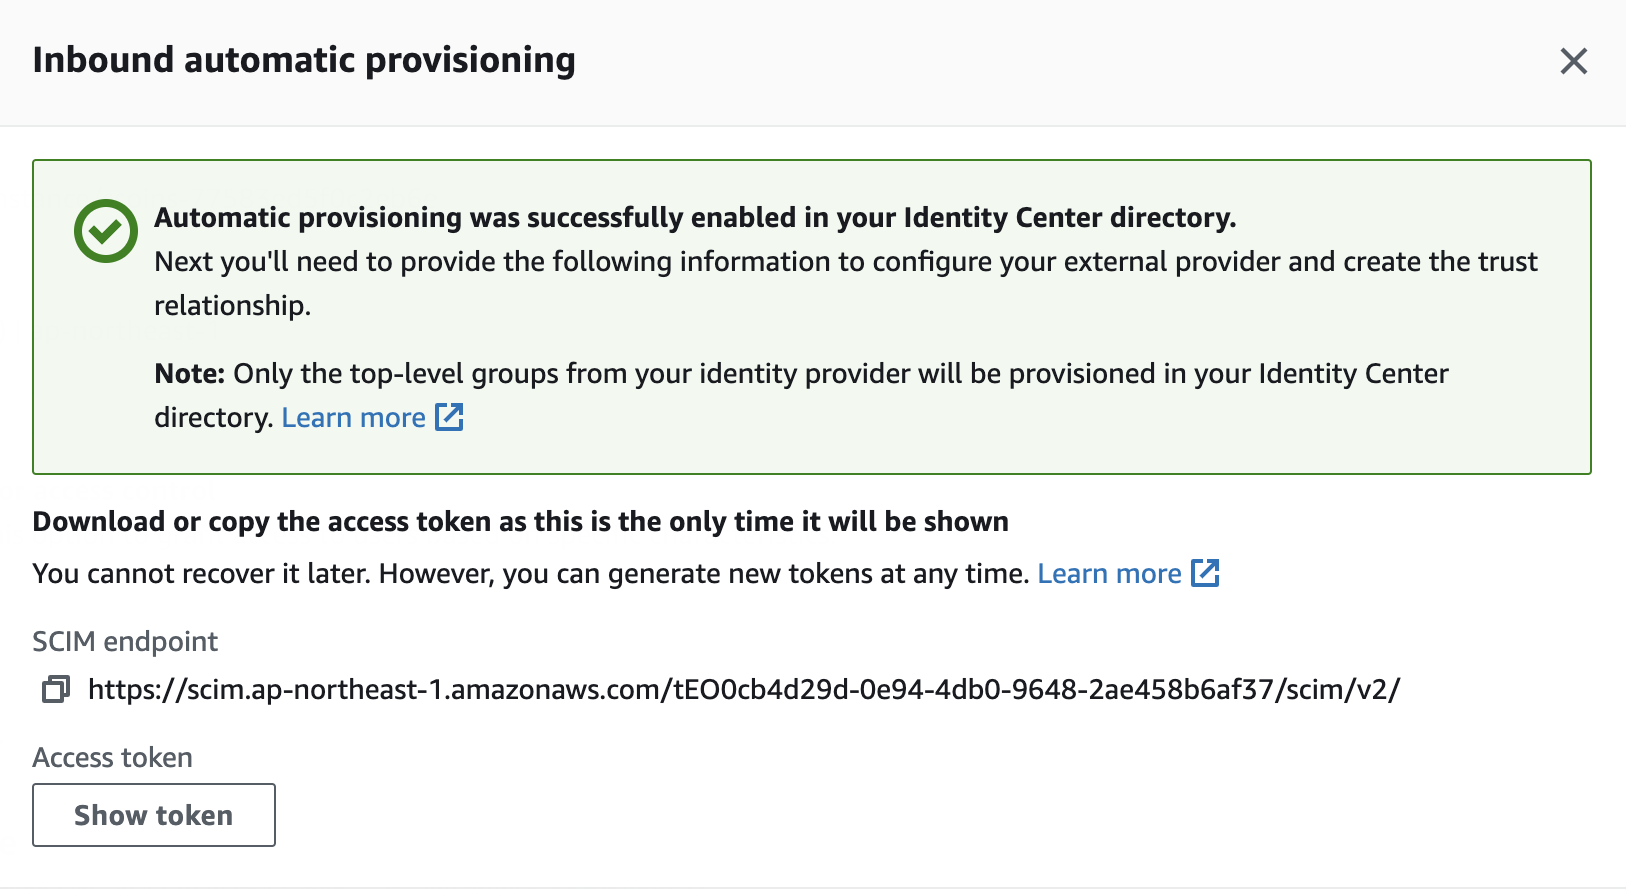 Inbound automatic provisioning
Automatic provisioning was successfully enabled in your Identity Center directory.
Next you'll need to provide the following information to configure your external provider and create the trust
relationship.
Note: Only the top-level groups from your identity provider will be provisioned in your Identity Center
directory. Learn more
Download or copy the access token as this is the only time it will be shown
You cannot recover it later. However, you can generate new tokens at any time. Learn more
SCIM endpoint
https://scim.ap-northeast-1.amazonaws.com/tEO0cb4d29d-0e94-4db0-9648-2ae458b6af37/scim/v2/
Access token
Show token